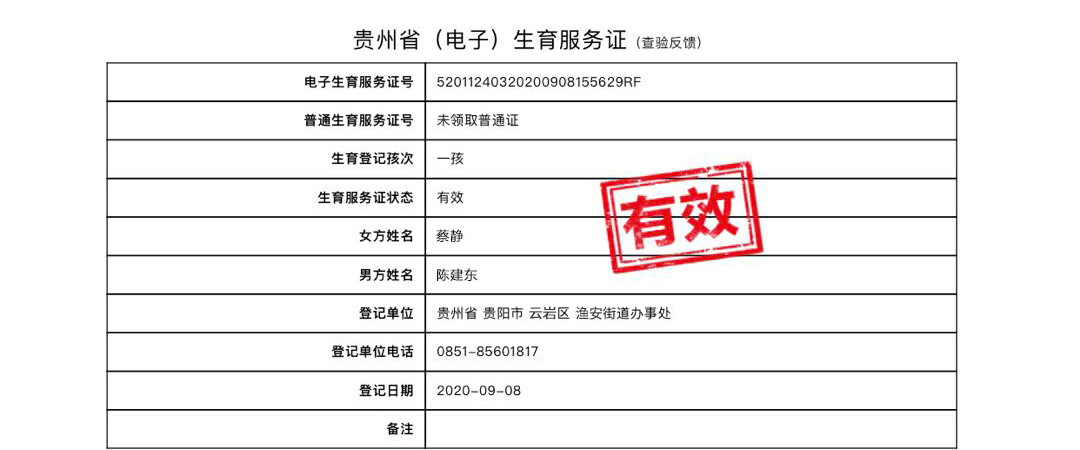 贵州省（电子）生育服务证（查验反馈）
电子生育服务证号 52011240320200908155629RF
普通生育服务证号 未领取普通证
生育登记孩次 一孩
生育服务证状态 有效
有效
女方姓名 蔡静
男方姓名 陈建东
登记单位 贵州省 贵阳市 云岩区 渔安街道办事处
登记单位电话 0851-85601817
登记日期 2020-09-08
备注